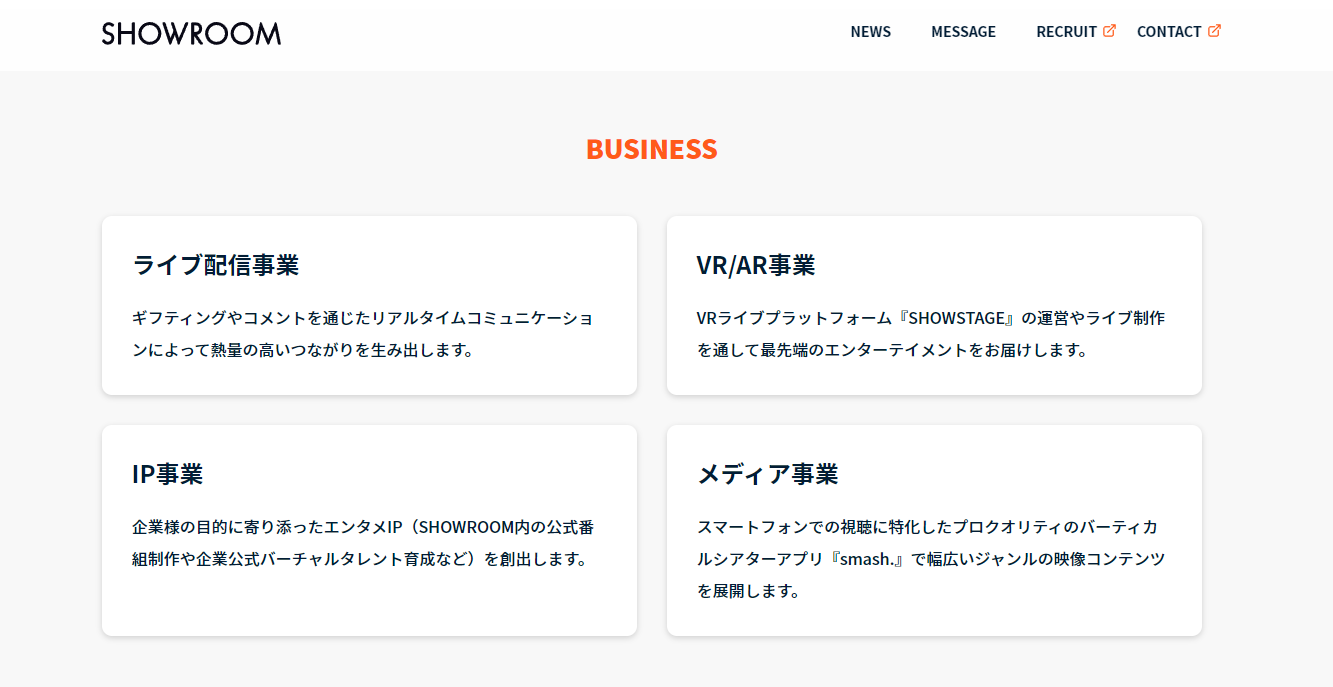 SHOWROOM
NEWS
MESSAGE
RECRUIT
CONTACT
BUSINESS
ライブ配信事業
ギフティングやコメントを通じたリアルタイムコミュニケーショ
ンによって熱量の高いつながりを生み出します。
VR/AR事業
VRライブプラットフォーム『SHOWSTAGE』の運営やライブ制作
を通して最先端のエンターテイメントをお届けします。
IP事業
企業様の目的に寄り添ったエンタメIP（SHOWROOM内の公式番
組制作や企業公式バーチャルタレント育成など）を創出します。
メディア事業
スマートフォンでの視聴に特化したプロクオリティのバーティカ
ルシアターアプリ『smash.』で幅広いジャンルの映像コンテンツ
を展開します。